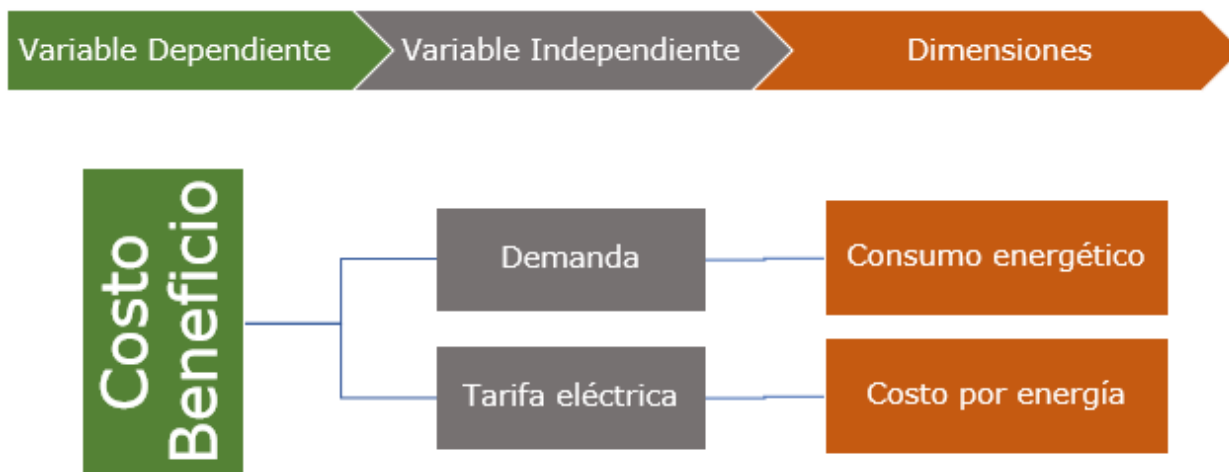 Variable Dependiente
Variable Independiente
Dimensiones
Costo
Beneficio
Demanda
Consumo energético
Tarifa eléctrica
Costo por energía